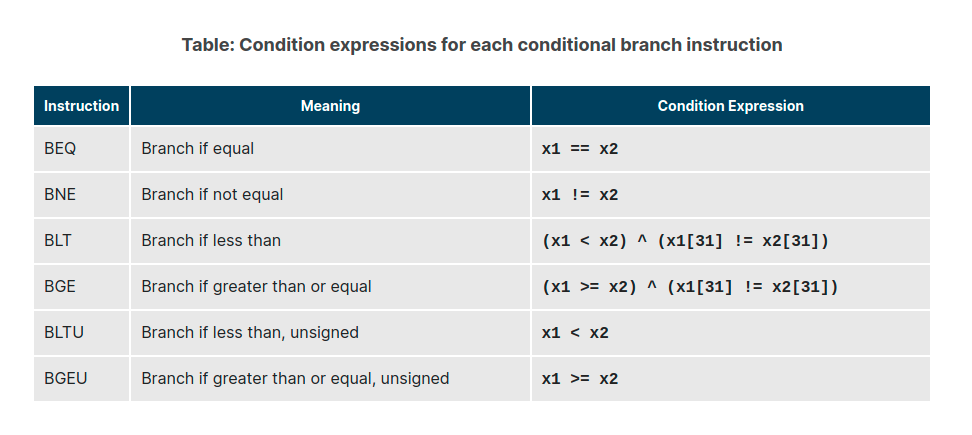 Table: Condition expressions for each conditional branch instruction
Instruction Meaning Condition Expression
BEQ Branch if equal x1 == x2
BNE Branch if not equal x1 != x2
BLT Branch if less than (x1 < x2) ^ (x1[31] != x2[31])
BGE Branch if greater than or equal (x1 >= x2) ^ (x1[31] != x2[31])
BLTU Branch if less than, unsigned x1 < x2
BGEU Branch if greater than or equal, unsigned x1 >= x2